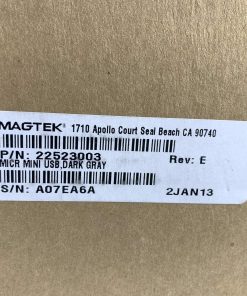 MAGTEK® 1710 Apollo Court Seal Beach CA 90740
P/N: 22523003 Rev: E
MICR MINI USB,DARK GRAY
S/N: A07EA6A 2JAN13